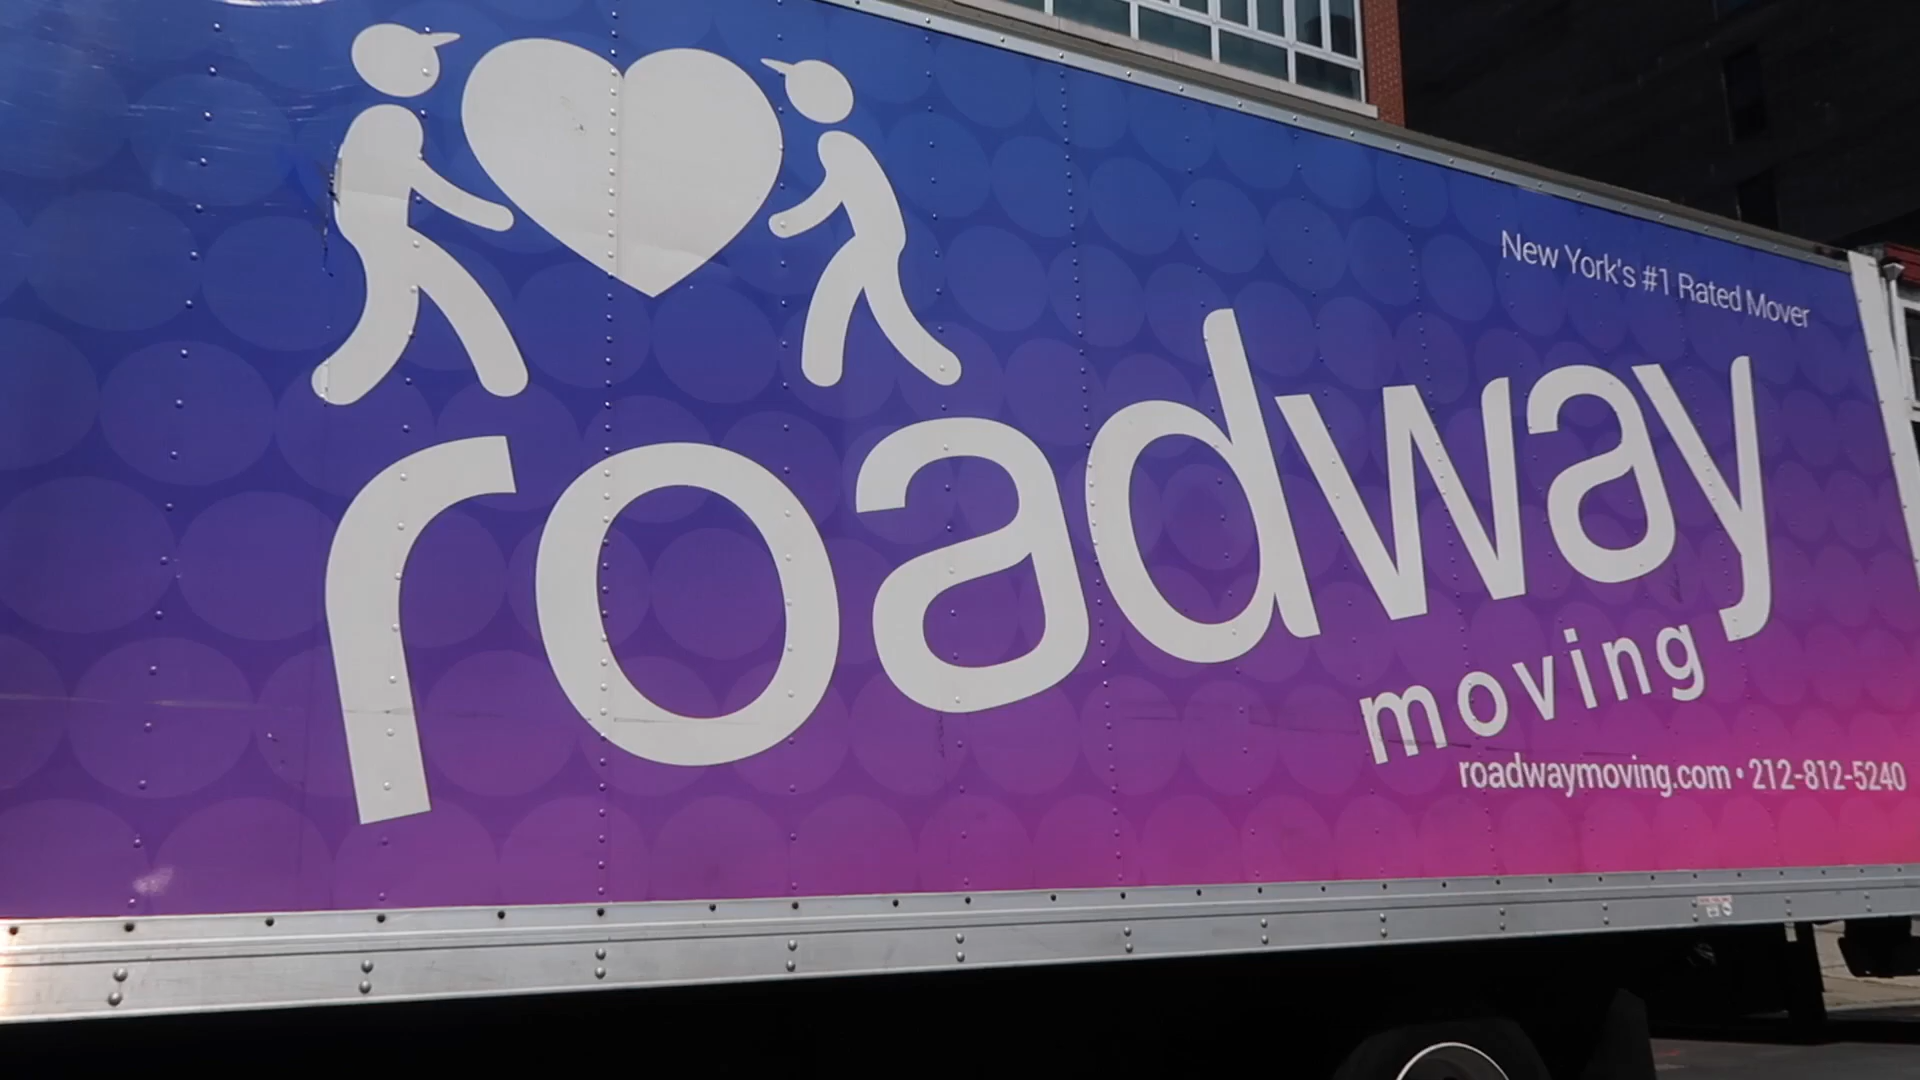 New York's #1 Rated Mover
roadway
moving
roadwaymoving.com • 212-812-5240